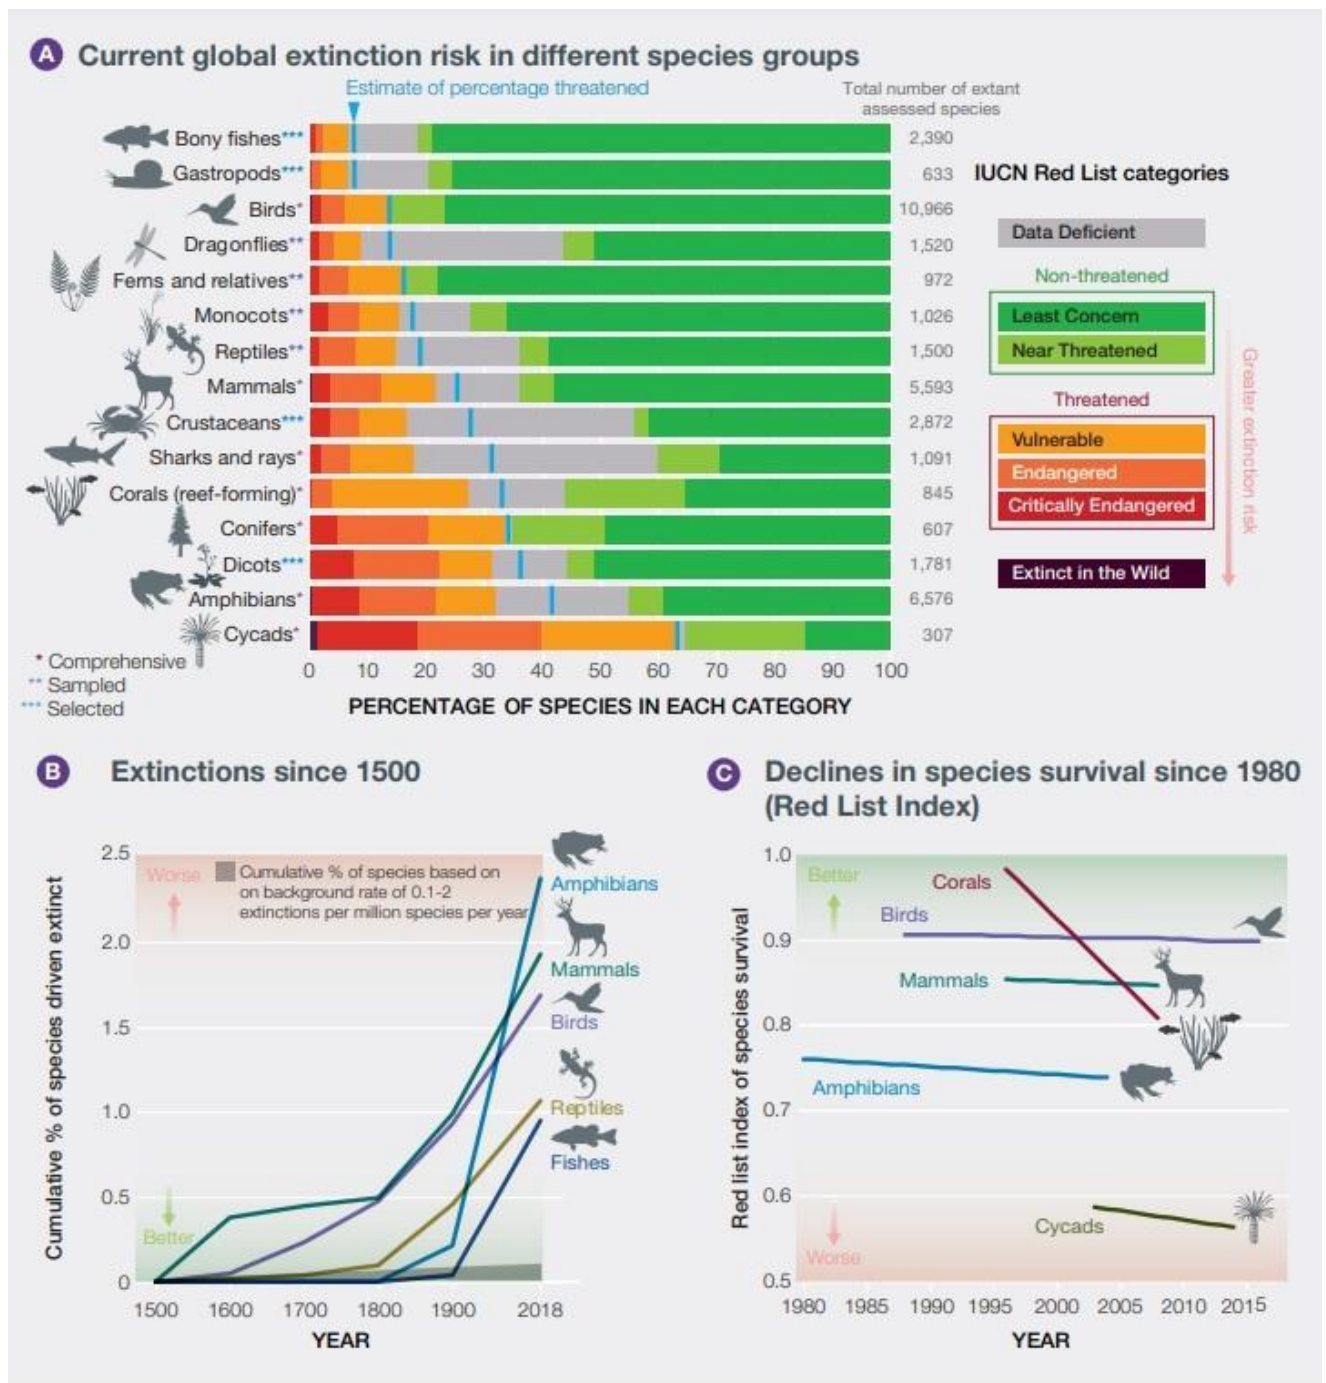 A Current global extinction risk in different species groups
Estimate of percentage threatened
Total number of extant
assessed species
Bony fishes*** 2,390
Gastropods*** 633
Birds* 10,966
Dragonflies** 1,520
Ferns and relatives** 972
Monocots** 1,026
Reptiles** 1,500
Mammals* 5,593
Crustaceans*** 2,872
Sharks and rays* 1,091
Corals (reef-forming)* 845
Conifers* 607
Dicots*** 1,781
Amphibians* 6,576
Cycads* 307
0 10 20 30 40 50 60 70 80 90 100
PERCENTAGE OF SPECIES IN EACH CATEGORY
* Comprehensive
** Sampled
*** Selected
IUCN Red List categories
Data Deficient
Non-threatened
Least Concern
Near Threatened
Threatened
Vulnerable
Endangered
Critically Endangered
Extinct in the Wild
Greater extinction risk
B Extinctions since 1500
Cumulative % of species driven extinct
2.5
2.0
1.5
1.0
0.5
0
Worse
Cumulative % of species based on
on background rate of 0.1-2
extinctions per million species per year
Amphibians
Mammals
Birds
Reptiles
Fishes
Better
1500 1600 1700 1800 1900 2018
YEAR
C Declines in species survival since 1980
(Red List Index)
Red list index of species survival
1.0
0.9
0.8
0.7
0.6
0.5
Better
Corals
Birds
Mammals
Amphibians
Cycads
Worse
1980 1985 1990 1995 2000 2005 2010 2015
YEAR